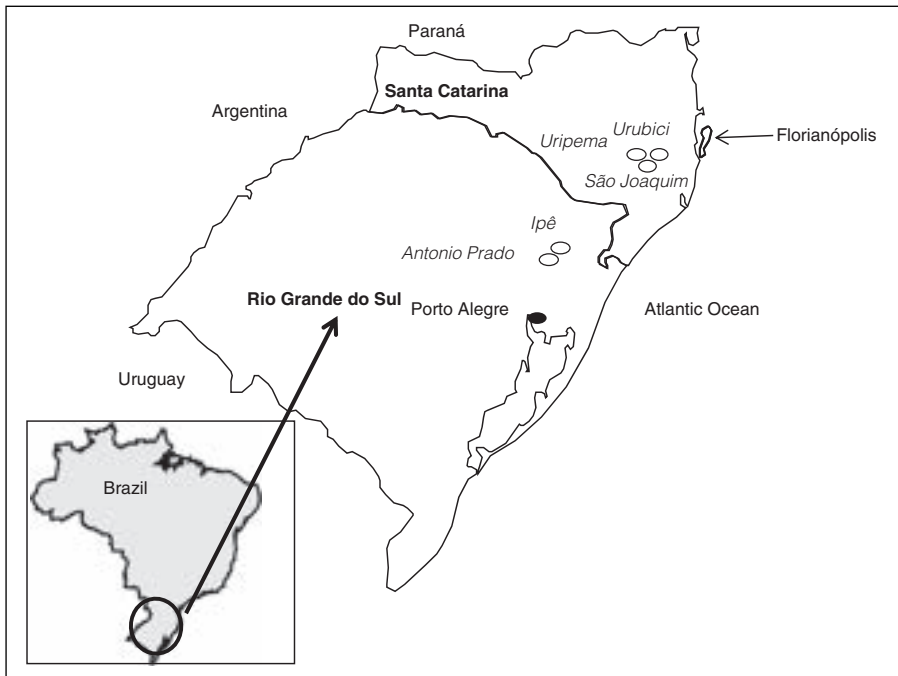 Paraná
Santa Catarina
Argentina
Urubici
Uripema
Florianópolis
São Joaquim
Ipê
Antonio Prado
Rio Grande do Sul
Porto Alegre
Atlantic Ocean
Uruguay
Brazil